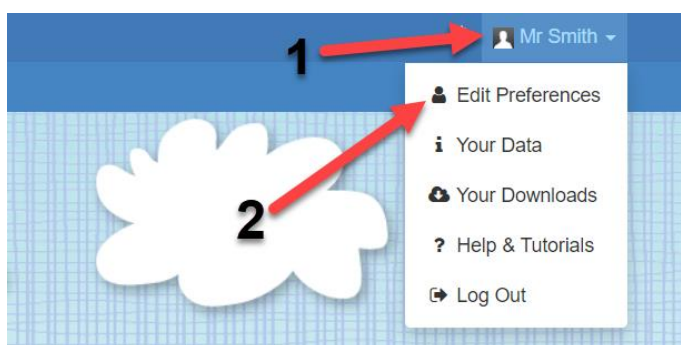 1
Mr Smith
Edit Preferences
i Your Data
2
Your Downloads
? Help & Tutorials
Log Out